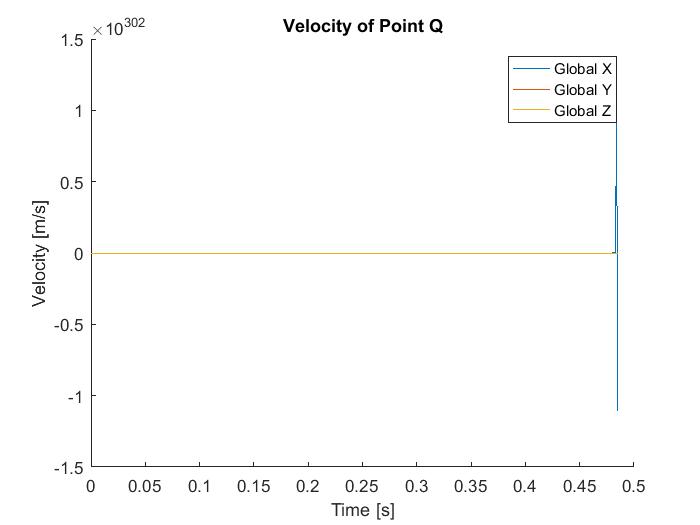 Velocity of Point Q
×10^302
1.5
1
0.5
0
-0.5
-1
-1.5
Velocity [m/s]
Global X
Global Y
Global Z
0 0.05 0.1 0.15 0.2 0.25 0.3 0.35 0.4 0.45 0.5
Time [s]